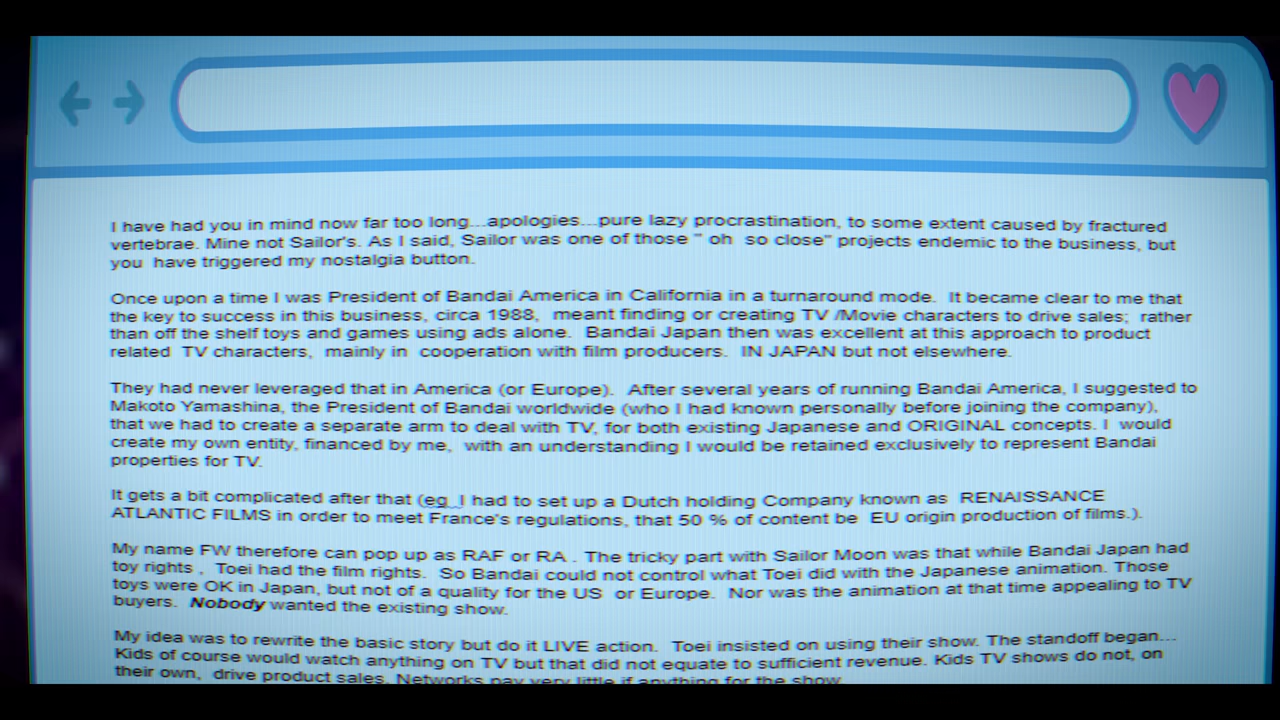 I have had you in mind now far too long...apologies...pure lazy procrastination, to some extent caused by fractured
vertebrae. Mine not Sailor's. As I said, Sailor was one of those " oh  so close" projects endemic to the business, but
you  have triggered my nostalgia button.
Once upon a time I was President of Bandai America in California in a turnaround mode.  It became clear to me that
the key to success in this business, circa 1988,  meant finding or creating TV /Movie characters to drive sales;  rather
than off the shelf toys and games using ads alone.  Bandai Japan then was excellent at this approach to product
related  TV characters,  mainly in  cooperation with film producers.  IN JAPAN but not elsewhere.
They had never leveraged that in America (or Europe).  After several years of running Bandai America, I suggested to
Makoto Yamashina, the President of Bandai worldwide (who I had known personally before joining the company),
that we had to create a separate arm to deal with TV, for both existing Japanese and ORIGINAL concepts. I  would
create my own entity, financed by me,  with an understanding I would be retained exclusively to represent Bandai
properties for TV.
It gets a bit complicated after that (eg  I had to set up a Dutch holding Company known as  RENAISSANCE
ATLANTIC FILMS in order to meet France's regulations, that 50 % of content be  EU origin production of films.).
My name FW therefore can pop up as RAF or RA .  The tricky part with Sailor Moon was that while Bandai Japan had
toy rights ,  Toei had the film rights.  So Bandai could not control what Toei did with the Japanese animation. Those
toys were OK in Japan, but not of a quality for the US  or Europe.  Nor was the animation at that time appealing to TV
buyers.  Nobody wanted the existing show.
My idea was to rewrite the basic story but do it LIVE action.  Toei insisted on using their show. The standoff began...
Kids of course would watch anything on TV but that did not equate to sufficient revenue. Kids TV shows do not, on
their own,  drive product sales. Networks pay very little if anything for the show.